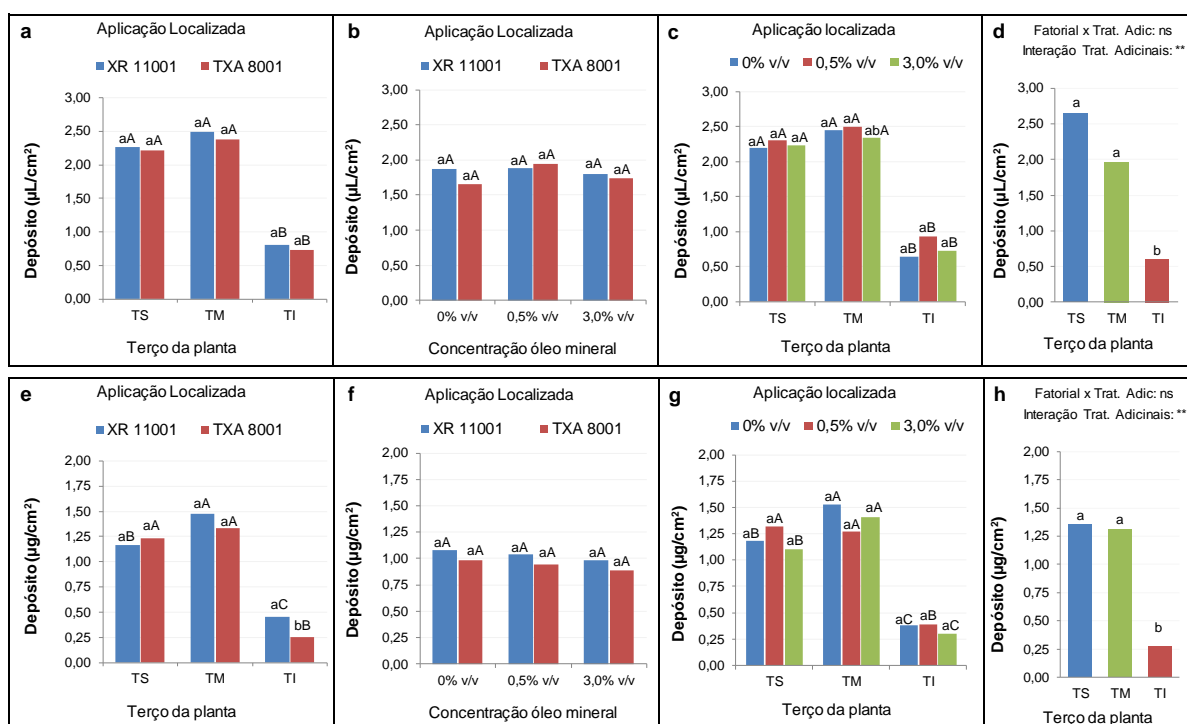 a
Aplicação Localizada
XR 11001 TXA 8001
3,00
2,50
2,00
1,50
1,00
0,50
0,00
Depósito (µL/cm²)
aA aA aA aA aB aB
TS TM TI
Terço da planta
b
Aplicação Localizada
XR 11001 TXA 8001
3,00
2,50
2,00
1,50
1,00
0,50
0,00
Depósito (µL/cm²)
aA aA aA aA aA aA
0% v/v 0,5% v/v 3,0% v/v
Concentração óleo mineral
c
Aplicação localizada
0% v/v 0,5% v/v 3,0% v/v
3,00
2,50
2,00
1,50
1,00
0,50
0,00
Depósito (µL/cm²)
aA aA aA aA aA abA aB aB aB
TS TM TI
Terço da planta
d
Fatorial x Trat. Adic: ns
Interação Trat. Adicinais: **
3,00
2,50
2,00
1,50
1,00
0,50
0,00
Depósito (µL/cm²)
a a b
TS TM TI
Terço da planta
e
Aplicação Localizada
XR 11001 TXA 8001
2,00
1,75
1,50
1,25
1,00
0,75
0,50
0,25
0,00
Depósito (µg/cm²)
aB aA aA aA aC bB
TS TM TI
Terço da planta
f
Aplicação Localizada
XR 11001 TXA 8001
2,00
1,75
1,50
1,25
1,00
0,75
0,50
0,25
0,00
Depósito (µg/cm²)
aA aA aA aA aA aA
0% v/v 0,5% v/v 3,0% v/v
Concentração óleo mineral
g
Aplicação localizada
0% v/v 0,5% v/v 3,0% v/v
2,00
1,75
1,50
1,25
1,00
0,75
0,50
0,25
0,00
Depósito (µg/cm²)
aB aA aB aA aA aA aC aB aC
TS TM TI
Terço da planta
h
Fatorial x Trat. Adic: ns
Interação Trat. Adicinais: **
2,00
1,75
1,50
1,25
1,00
0,75
0,50
0,25
0,00
Depósito (µg/cm²)
a a b
TS TM TI
Terço da planta